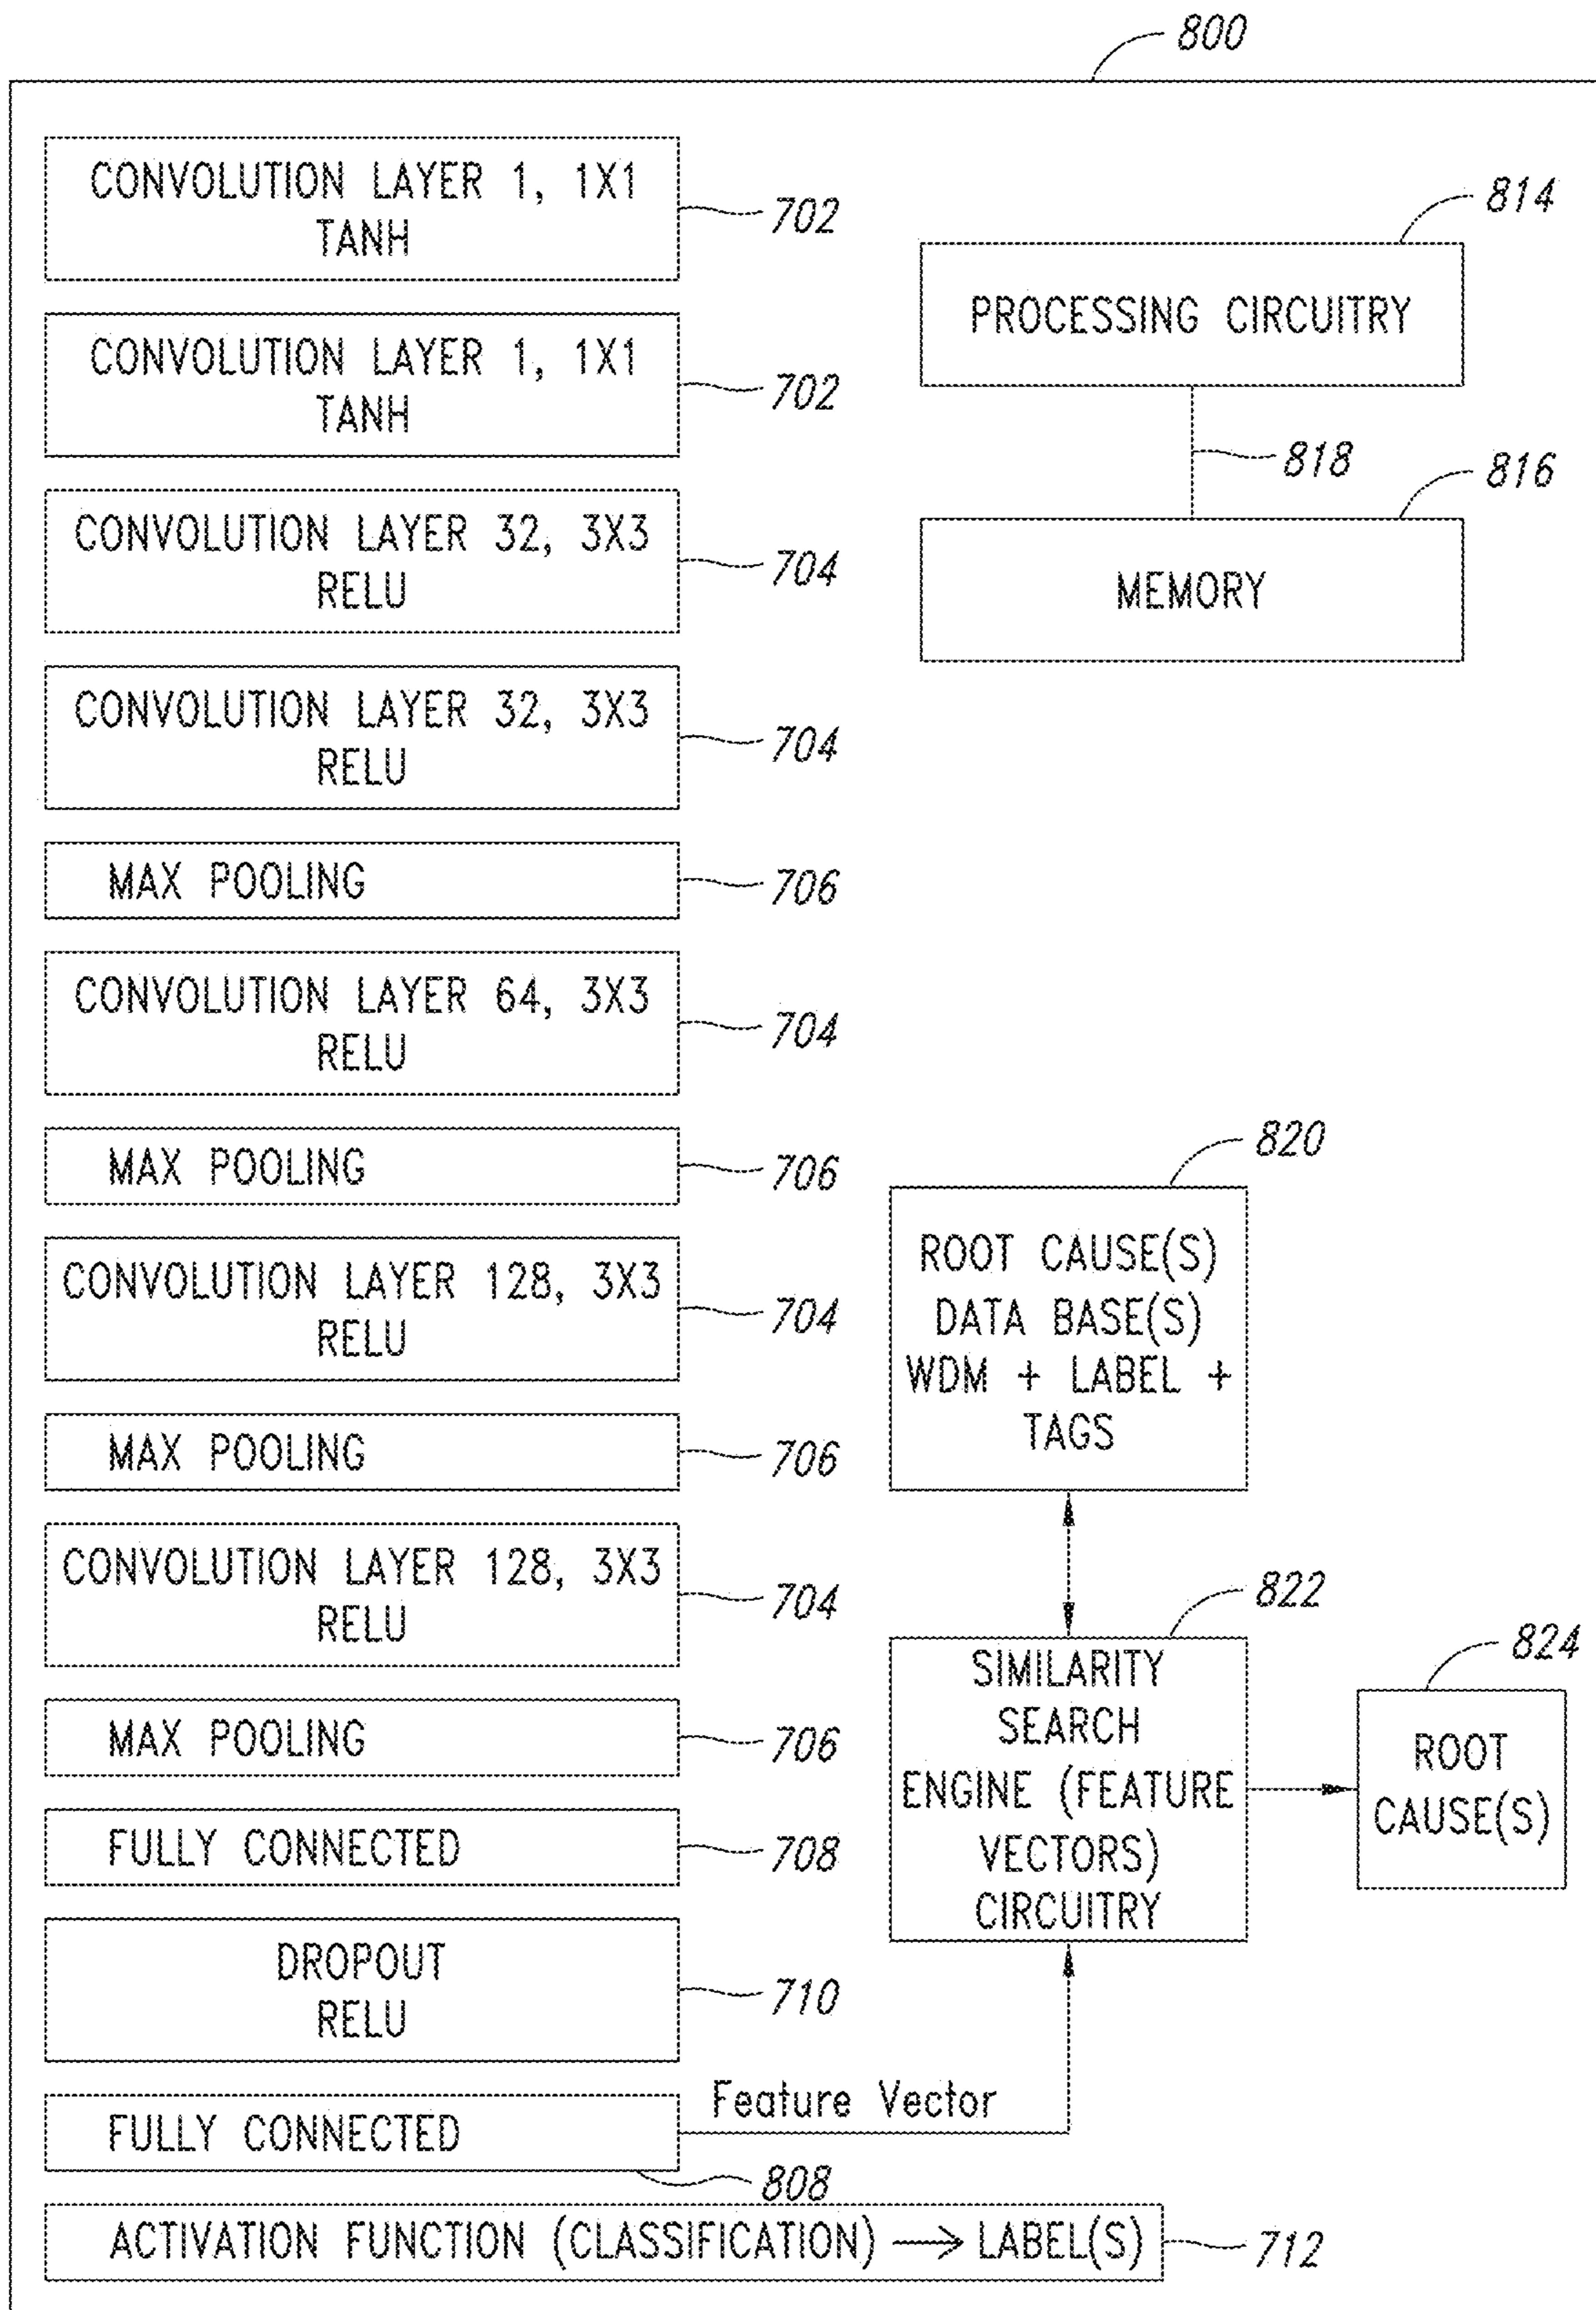 800
CONVOLUTION LAYER 1, 1X1
TANH
702
CONVOLUTION LAYER 1, 1X1
TANH
702
CONVOLUTION LAYER 32, 3X3
RELU
704
CONVOLUTION LAYER 32, 3X3
RELU
704
MAX POOLING
706
CONVOLUTION LAYER 64, 3X3
RELU
704
MAX POOLING
706
CONVOLUTION LAYER 128, 3X3
RELU
704
MAX POOLING
706
CONVOLUTION LAYER 128, 3X3
RELU
704
MAX POOLING
706
FULLY CONNECTED
708
DROPOUT
RELU
710
FULLY CONNECTED
808
Feature Vector
ACTIVATION FUNCTION (CLASSIFICATION) → LABEL(S)
712
814
PROCESSING CIRCUITRY
818
816
MEMORY
820
ROOT CAUSE(S)
DATA BASE(S)
WDM + LABEL +
TAGS
822
SIMILARITY
SEARCH
ENGINE (FEATURE
VECTORS)
CIRCUITRY
824
ROOT
CAUSE(S)